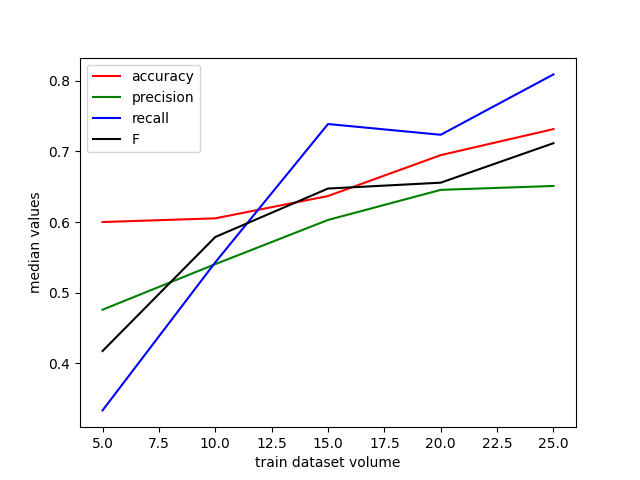 accuracy
precision
recall
F
0.8
0.7
0.6
0.5
0.4
median values
5.0 7.5 10.0 12.5 15.0 17.5 20.0 22.5 25.0
train dataset volume